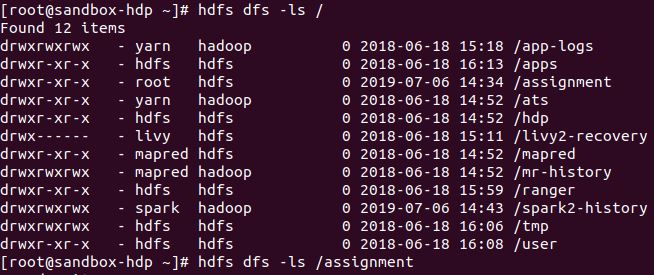 [root@sandbox-hdp ~]# hdfs dfs -ls /
Found 12 items
drwxrwxrwx   - yarn   hadoop          0 2018-06-18 15:18 /app-logs
drwxr-xr-x   - hdfs   hdfs            0 2018-06-18 16:13 /apps
drwxr-xr-x   - root   hdfs            0 2019-07-06 14:34 /assignment
drwxr-xr-x   - yarn   hadoop          0 2018-06-18 14:52 /ats
drwxr-xr-x   - hdfs   hdfs            0 2018-06-18 14:52 /hdp
drwx------   - livy   hdfs            0 2018-06-18 15:11 /livy2-recovery
drwxr-xr-x   - mapred hdfs            0 2018-06-18 14:52 /mapred
drwxrwxrwx   - mapred hadoop          0 2018-06-18 14:52 /mr-history
drwxr-xr-x   - hdfs   hdfs            0 2018-06-18 15:59 /ranger
drwxrwxrwx   - spark  hadoop          0 2019-07-06 14:43 /spark2-history
drwxrwxrwx   - hdfs   hdfs            0 2018-06-18 16:06 /tmp
drwxr-xr-x   - hdfs   hdfs            0 2018-06-18 16:08 /user
[root@sandbox-hdp ~]# hdfs dfs -ls /assignment